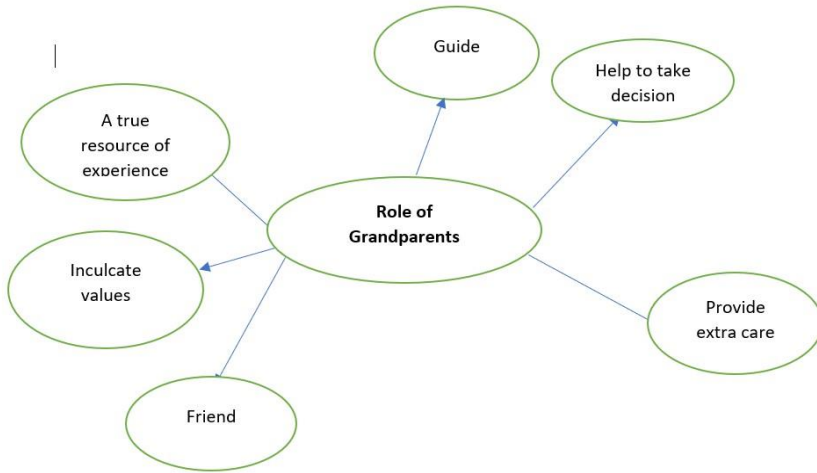 Guide
Help to take
decision
A true
resource of
experience
Role of
Grandparents
Inculcate
values
Provide
extra care
Friend